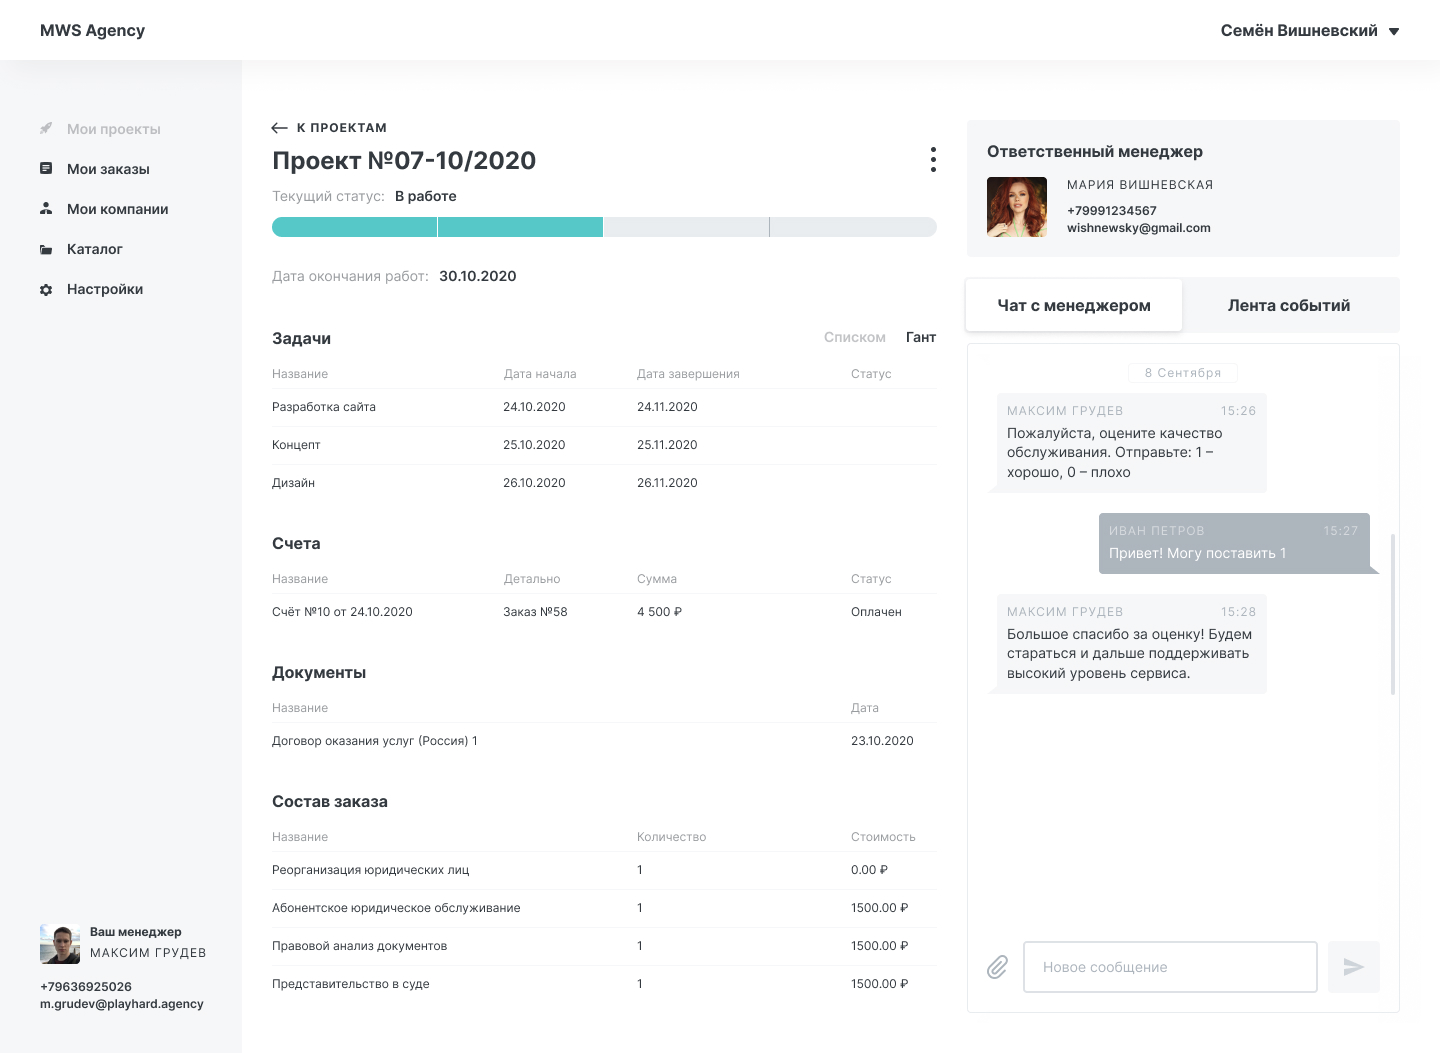 MWS Agency
Семён Вишневский
Мои проекты
Мои заказы
Мои компании
Каталог
Настройки
Ваш менеджер
МАКСИМ ГРУДЕВ
+79636925026
m.grudev@playhard.agency
К ПРОЕКТАМ
Проект №07-10/2020
Текущий статус: В работе
Дата окончания работ: 30.10.2020
Задачи Списком Гант
Название Дата начала Дата завершения Статус
Разработка сайта 24.10.2020 24.11.2020
Концепт 25.10.2020 25.11.2020
Дизайн 26.10.2020 26.11.2020
Счета
Название Детально Сумма Статус
Счёт №10 от 24.10.2020 Заказ №58 4 500 ₽ Оплачен
Документы
Название Дата
Договор оказания услуг (Россия) 1 23.10.2020
Состав заказа
Название Количество Стоимость
Реорганизация юридических лиц 1 0.00 ₽
Абонентское юридическое обслуживание 1 1500.00 ₽
Правовой анализ документов 1 1500.00 ₽
Представительство в суде 1 1500.00 ₽
Ответственный менеджер
МАРИЯ ВИШНЕВСКАЯ
+79991234567
wishnewsky@gmail.com
Чат с менеджером Лента событий
8 Сентября
МАКСИМ ГРУДЕВ 15:26
Пожалуйста, оцените качество
обслуживания. Отправьте: 1 –
хорошо, 0 – плохо
ИВАН ПЕТРОВ 15:27
Привет! Могу поставить 1
МАКСИМ ГРУДЕВ 15:28
Большое спасибо за оценку! Будем
стараться и дальше поддерживать
высокий уровень сервиса.
Новое сообщение